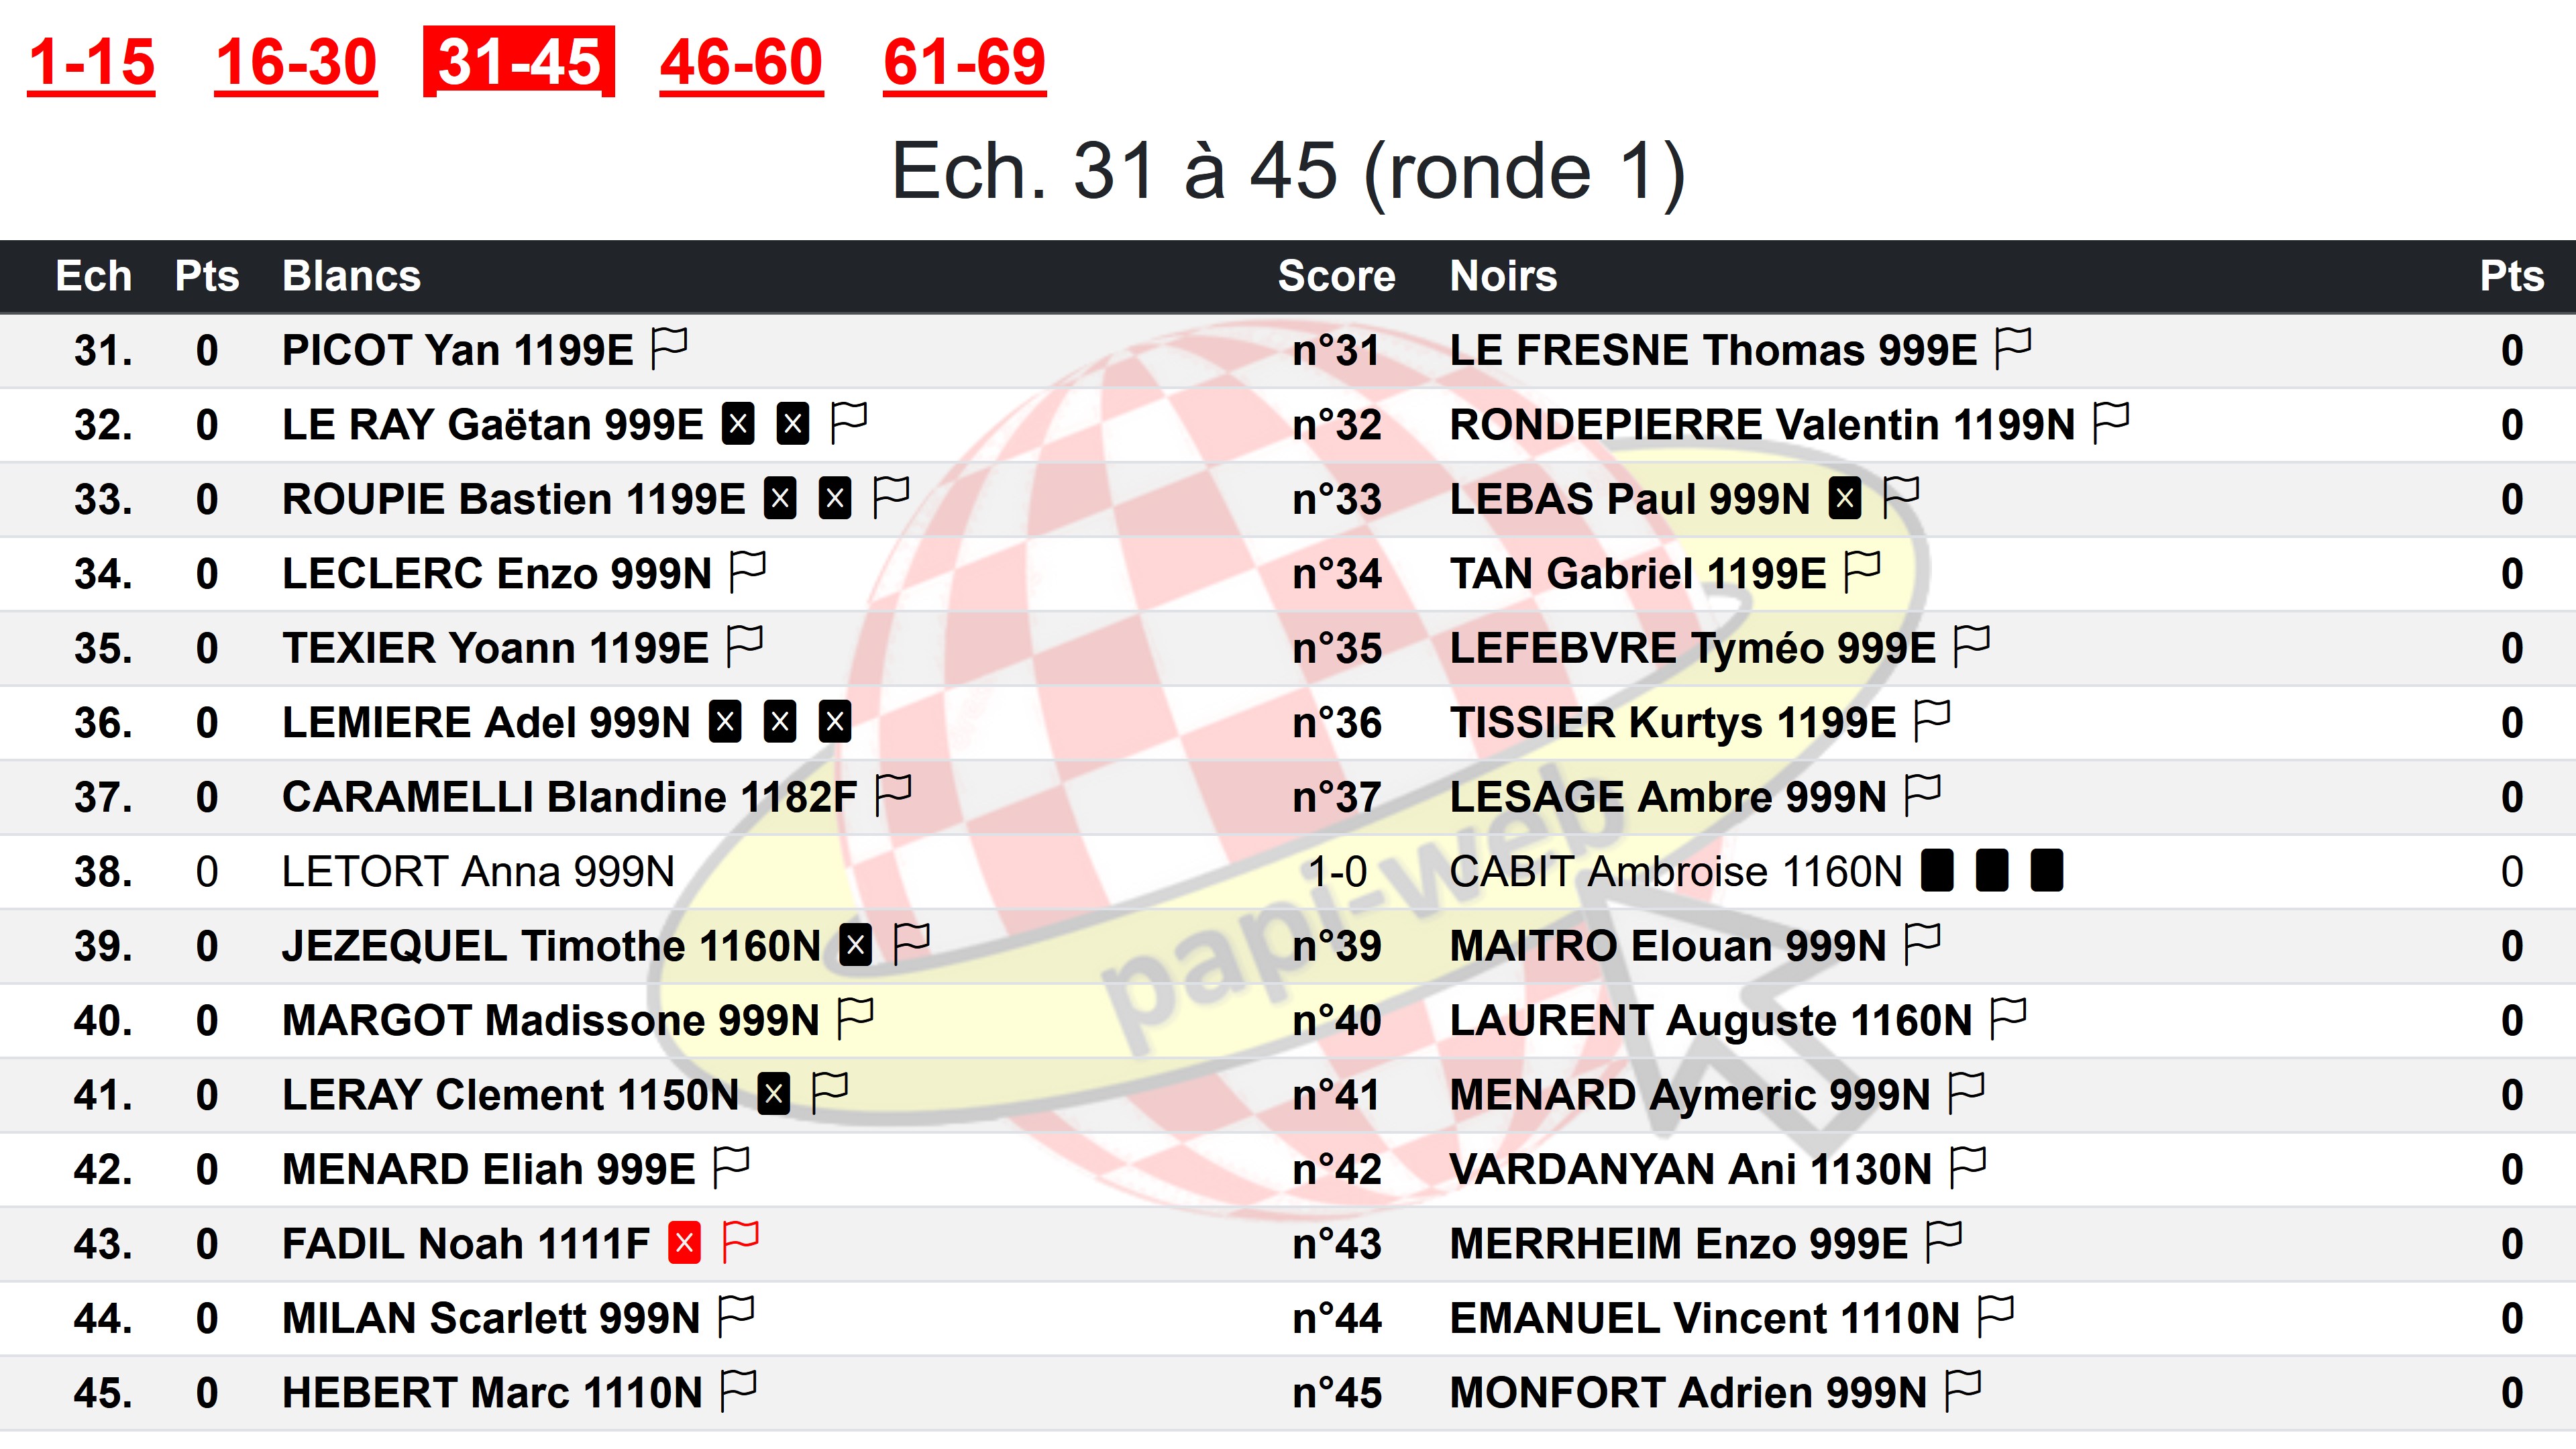 1-15 16-30 31-45 46-60 61-69
Ech. 31 à 45 (ronde 1)
Ech Pts Blancs Score Noirs Pts
31. 0 PICOT Yan 1199E n°31 LE FRESNE Thomas 999E 0
32. 0 LE RAY Gaëtan 999E n°32 RONDEPIERRE Valentin 1199N 0
33. 0 ROUPIE Bastien 1199E n°33 LEBAS Paul 999N 0
34. 0 LECLERC Enzo 999N n°34 TAN Gabriel 1199E 0
35. 0 TEXIER Yoann 1199E n°35 LEFEBVRE Tyméo 999E 0
36. 0 LEMIERE Adel 999N n°36 TISSIER Kurtys 1199E 0
37. 0 CARAMELLI Blandine 1182F n°37 LESAGE Ambre 999N 0
38. 0 LETORT Anna 999N 1-0 CABIT Ambroise 1160N 0
39. 0 JEZEQUEL Timothe 1160N n°39 MAITRO Elouan 999N 0
40. 0 MARGOT Madissone 999N n°40 LAURENT Auguste 1160N 0
41. 0 LERAY Clement 1150N n°41 MENARD Aymeric 999N 0
42. 0 MENARD Eliah 999E n°42 VARDANYAN Ani 1130N 0
43. 0 FADIL Noah 1111F n°43 MERRHEIM Enzo 999E 0
44. 0 MILAN Scarlett 999N n°44 EMANUEL Vincent 1110N 0
45. 0 HEBERT Marc 1110N n°45 MONFORT Adrien 999N 0
papi-web